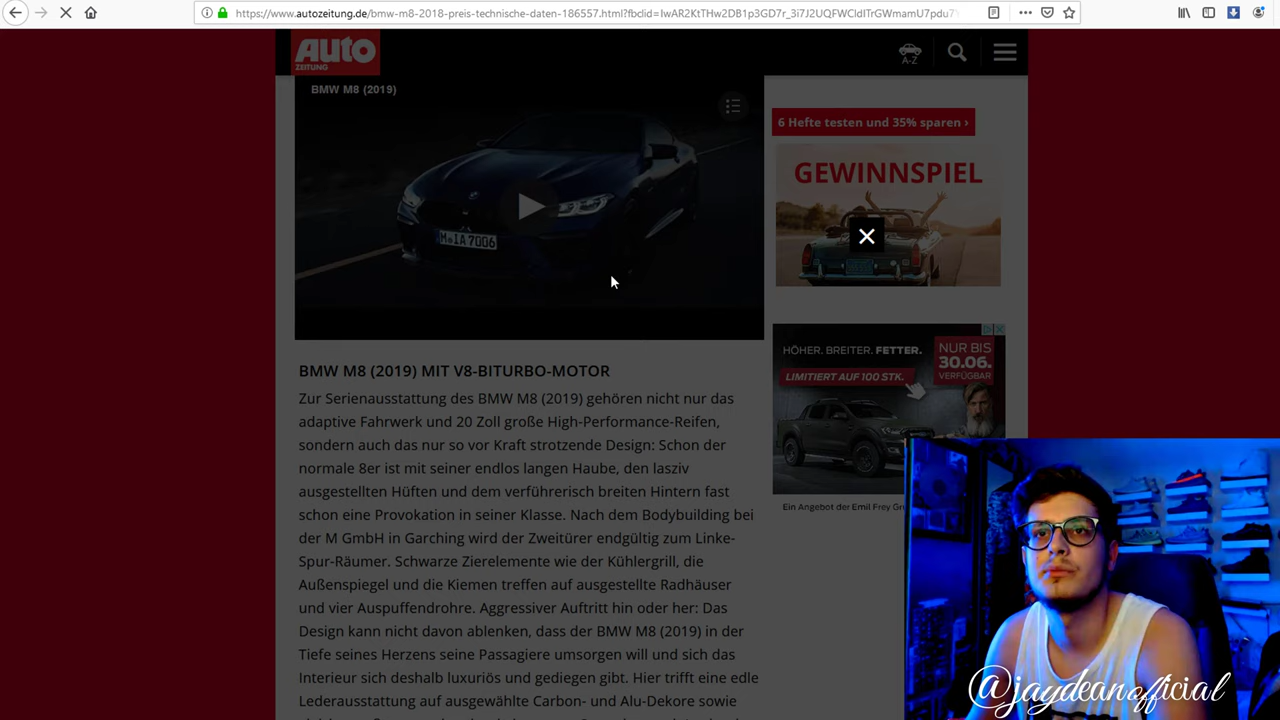 https://www.autozeitung.de/bmw-m8-2018-preis-technische-daten-186557.html?fbclid=IwAR2KtTHw2DB1p3GD7r_3i7J2UQFWCldITrGWmamU7pdu7
Auto
ZEITUNG
A-Z
BMW M8 (2019)
M·IA 7006
6 Hefte testen und 35% sparen ›
GEWINNSPIEL
HÖHER. BREITER. FETTER.
LIMITIERT AUF 100 STK.
NUR BIS
30.06.
VERFÜGBAR
Ein Angebot der Emil Frey Gr
BMW M8 (2019) MIT V8-BITURBO-MOTOR
Zur Serienausstattung des BMW M8 (2019) gehören nicht nur das
adaptive Fahrwerk und 20 Zoll große High-Performance-Reifen,
sondern auch das nur so vor Kraft strotzende Design: Schon der
normale 8er ist mit seiner endlos langen Haube, den lasziv
ausgestellten Hüften und dem verführerisch breiten Hintern fast
schon eine Provokation in seiner Klasse. Nach dem Bodybuilding bei
der M GmbH in Garching wird der Zweitürer endgültig zum Linke-
Spur-Räumer. Schwarze Zierelemente wie der Kühlergrill, die
Außenspiegel und die Kiemen treffen auf ausgestellte Radhäuser
und vier Auspuffendrohre. Aggressiver Auftritt hin oder her: Das
Design kann nicht davon ablenken, dass der BMW M8 (2019) in der
Tiefe seines Herzens seine Passagiere umsorgen will und sich das
Interieur sich deshalb luxuriös und gediegen gibt. Hier trifft eine edle
Lederausstattung auf ausgewählte Carbon- und Alu-Dekore sowie
@jaydeanofficial